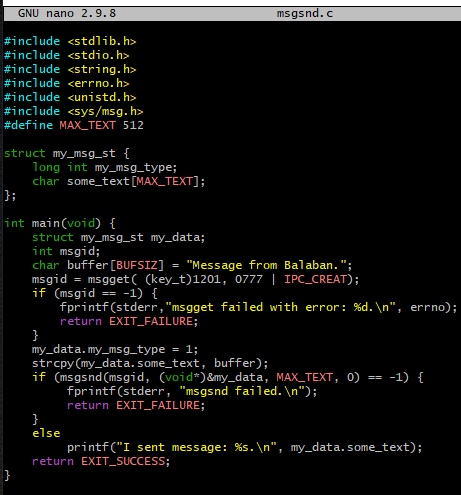 GNU nano 2.9.8 msgsnd.c
#include <stdlib.h>
#include <stdio.h>
#include <string.h>
#include <errno.h>
#include <unistd.h>
#include <sys/msg.h>
#define MAX_TEXT 512
struct my_msg_st {
    long int my_msg_type;
    char some_text[MAX_TEXT];
};
int main(void) {
    struct my_msg_st my_data;
    int msgid;
    char buffer[BUFSIZ] = "Message from Balaban.";
    msgid = msgget( (key_t)1201, 0777 | IPC_CREAT);
    if (msgid == -1) {
        fprintf(stderr,"msgget failed with error: %d.\n", errno);
        return EXIT_FAILURE;
    }
    my_data.my_msg_type = 1;
    strcpy(my_data.some_text, buffer);
    if (msgsnd(msgid, (void*)&my_data, MAX_TEXT, 0) == -1) {
         fprintf(stderr, "msgsnd failed.\n");
        return EXIT_FAILURE;
    }
    else
         printf("I sent message: %s.\n", my_data.some_text);
    return EXIT_SUCCESS;
}